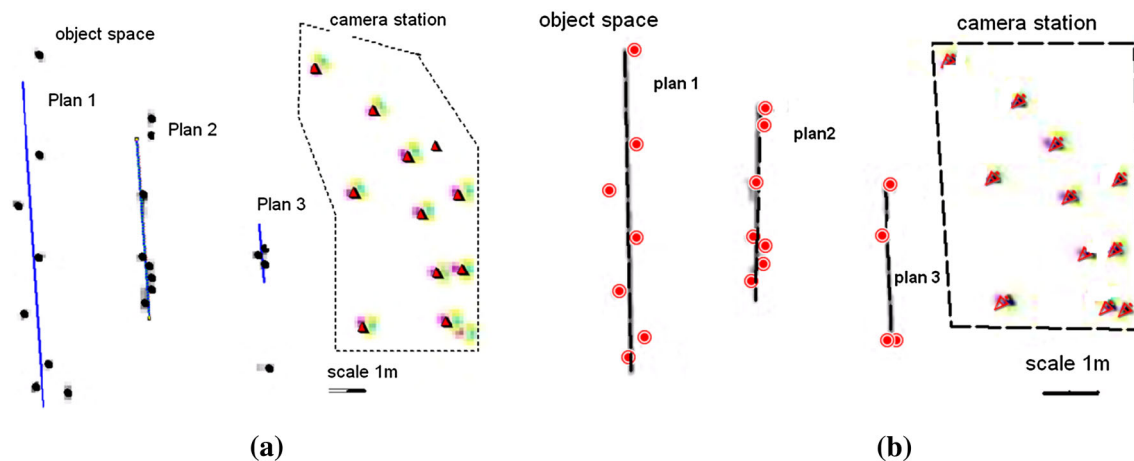 object space
camera station
Plan 1
Plan 2
Plan 3
scale 1m
(a)
object space
camera station
plan 1
plan2
plan 3
scale 1m
(b)